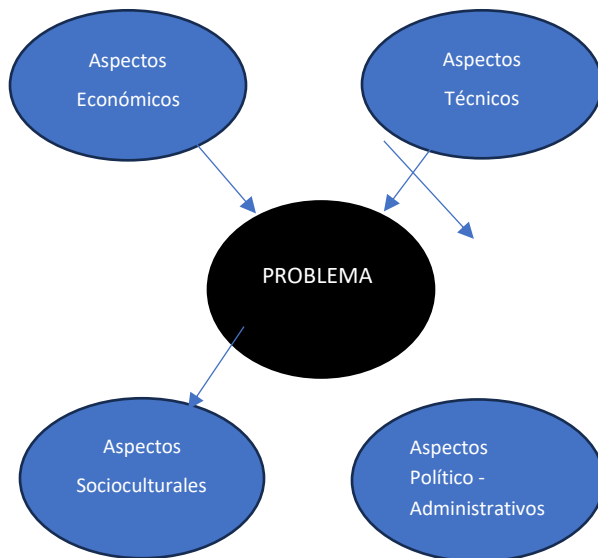 Aspectos
Económicos
Aspectos
Técnicos
PROBLEMA
Aspectos
Socioculturales
Aspectos
Político -
Administrativos